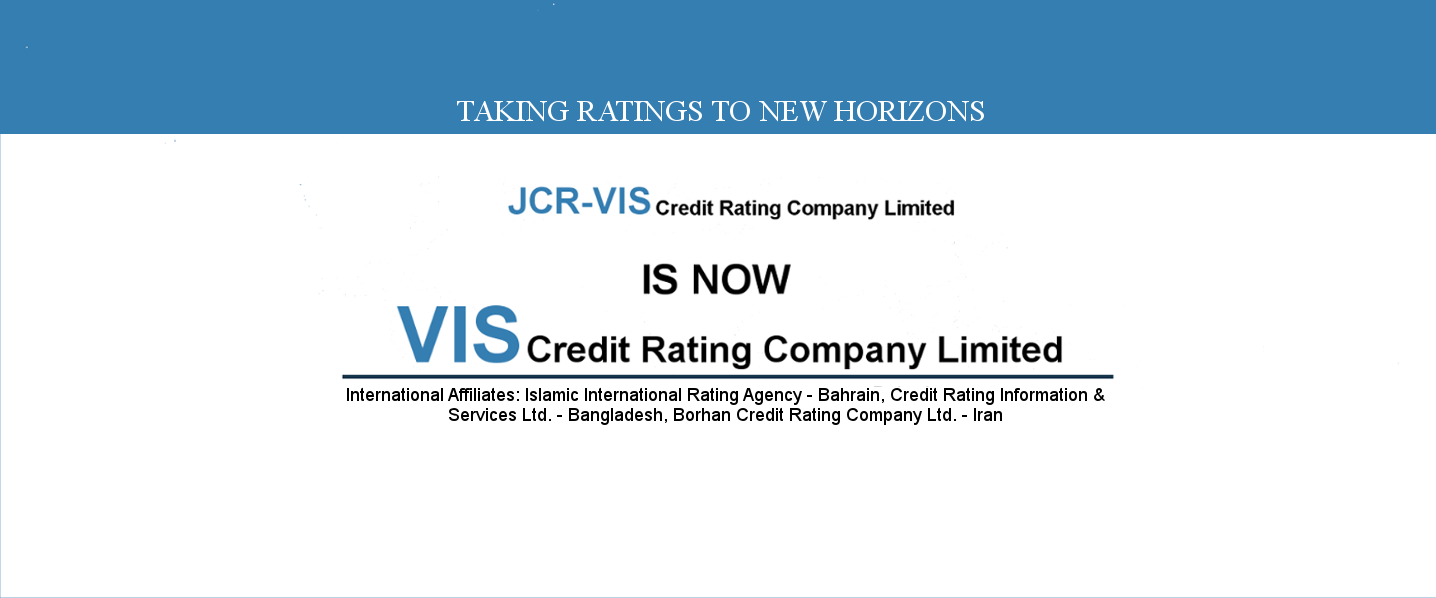 TAKING RATINGS TO NEW HORIZONS
JCR-VIS Credit Rating Company Limited
IS NOW
VIS Credit Rating Company Limited
International Affiliates: Islamic International Rating Agency - Bahrain, Credit Rating Information &
Services Ltd. - Bangladesh, Borhan Credit Rating Company Ltd. - Iran